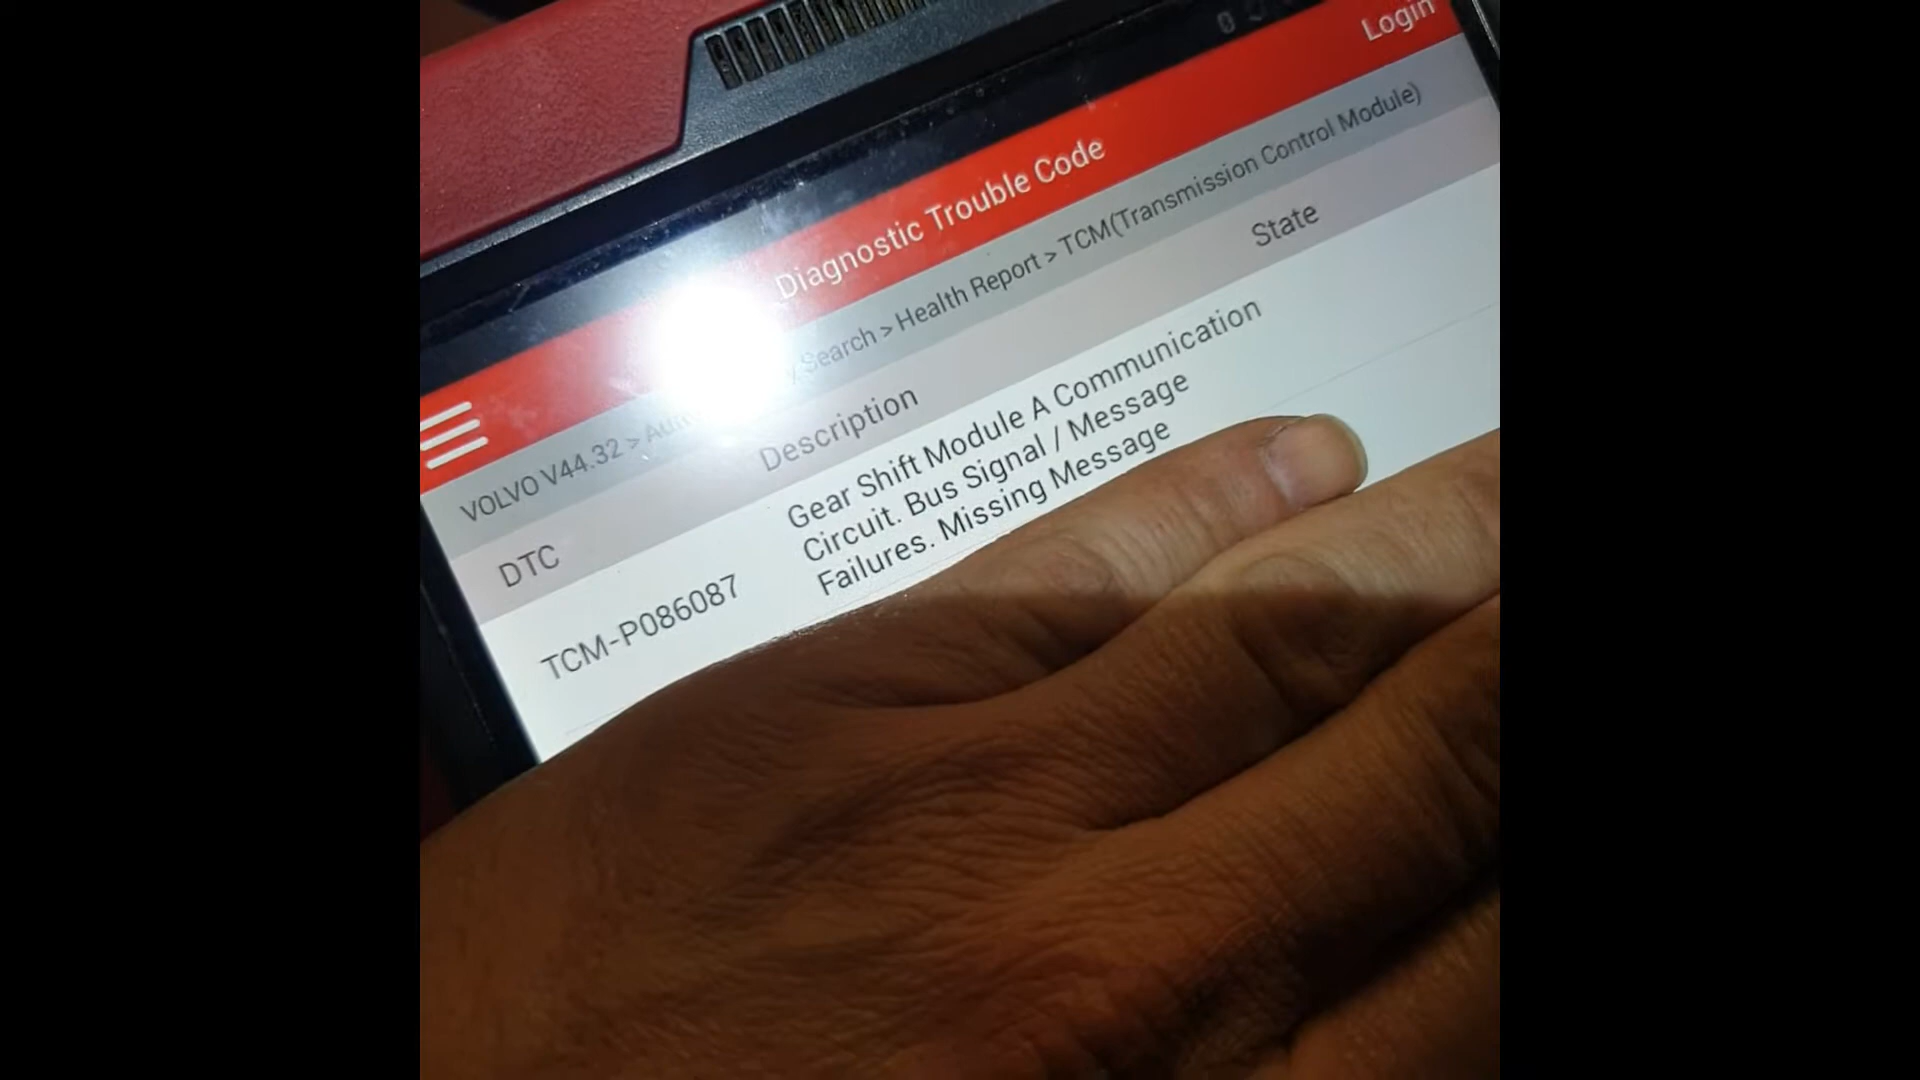 Login
Diagnostic Trouble Code
VOLVO V44.32 > Search > Health Report > TCM(Transmission Control Module)
DTC Description State
TCM-P086087 Gear Shift Module A Communication
Circuit. Bus Signal / Message
Failures. Missing Message